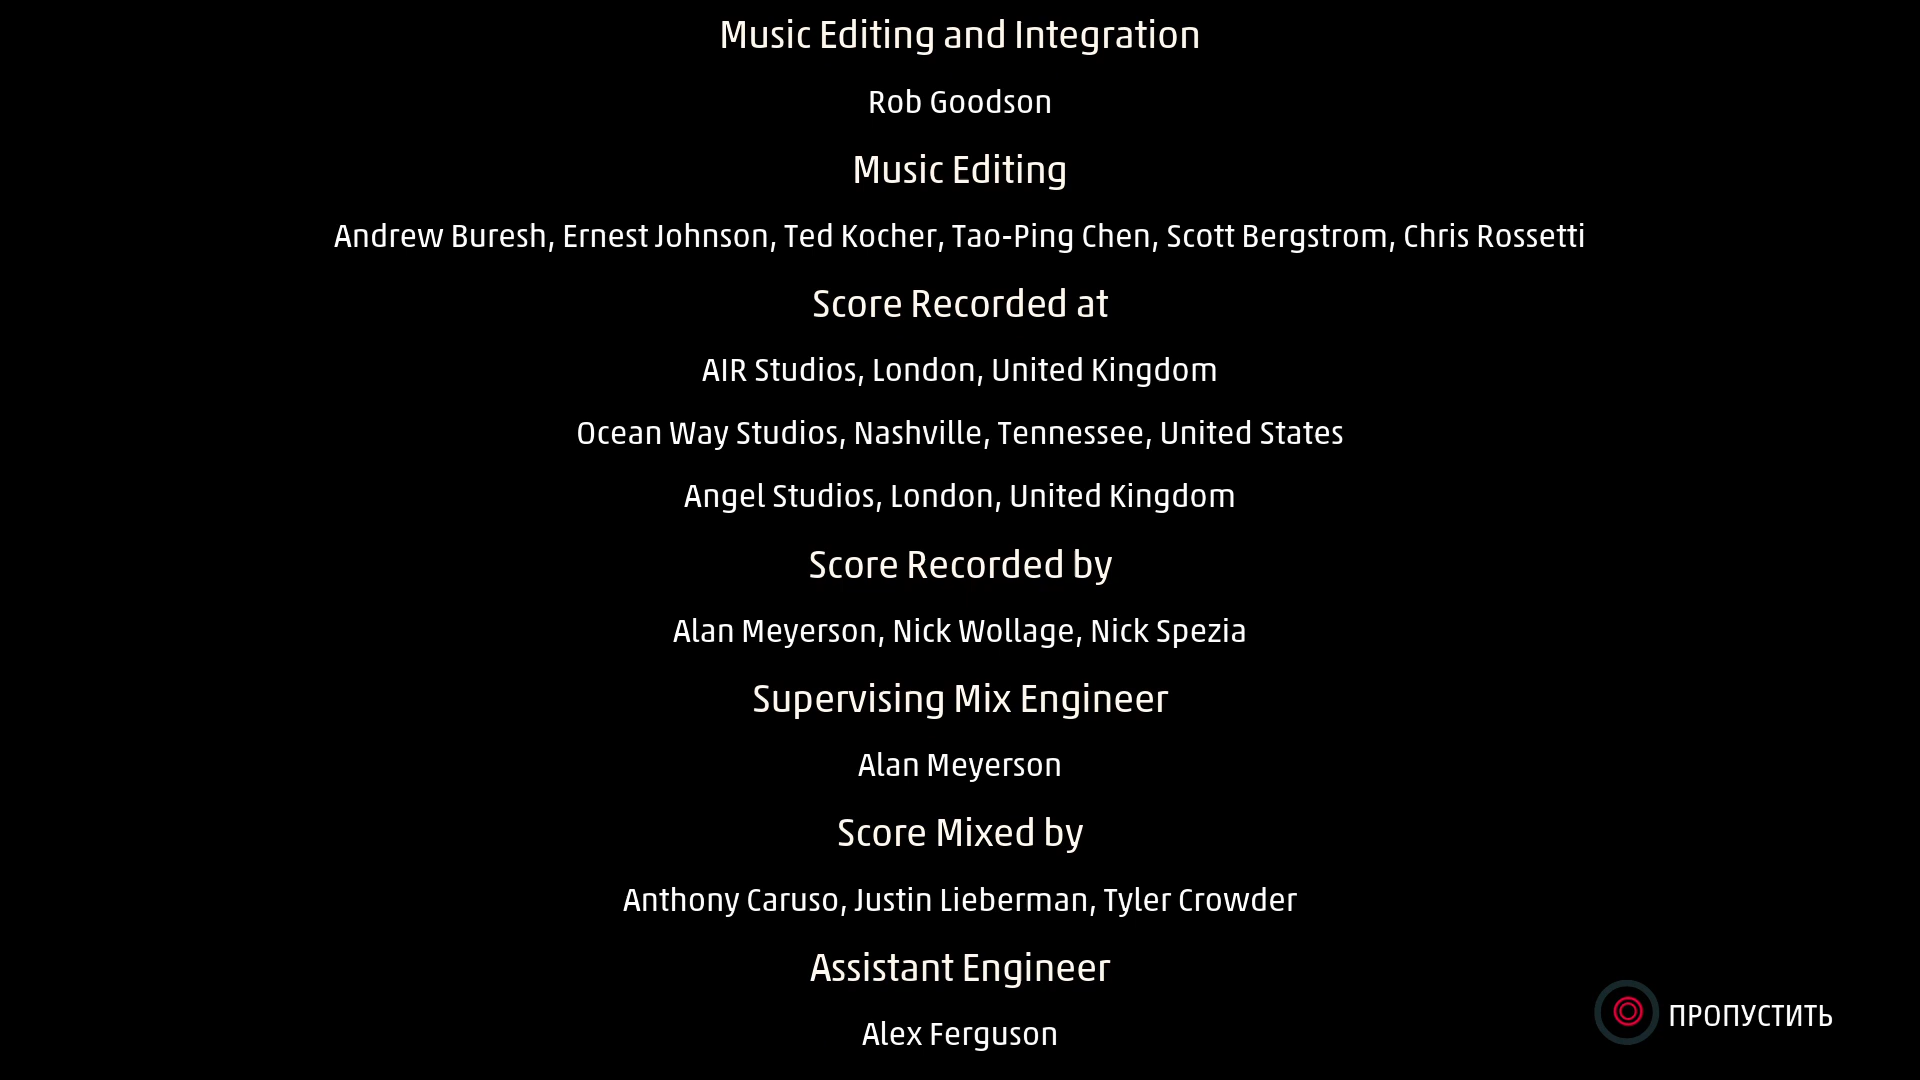 Music Editing and Integration
Rob Goodson
Music Editing
Andrew Buresh, Ernest Johnson, Ted Kocher, Tao-Ping Chen, Scott Bergstrom, Chris Rossetti
Score Recorded at
AIR Studios, London, United Kingdom
Ocean Way Studios, Nashville, Tennessee, United States
Angel Studios, London, United Kingdom
Score Recorded by
Alan Meyerson, Nick Wollage, Nick Spezia
Supervising Mix Engineer
Alan Meyerson
Score Mixed by
Anthony Caruso, Justin Lieberman, Tyler Crowder
Assistant Engineer
Alex Ferguson
ПРОПУСТИТЬ